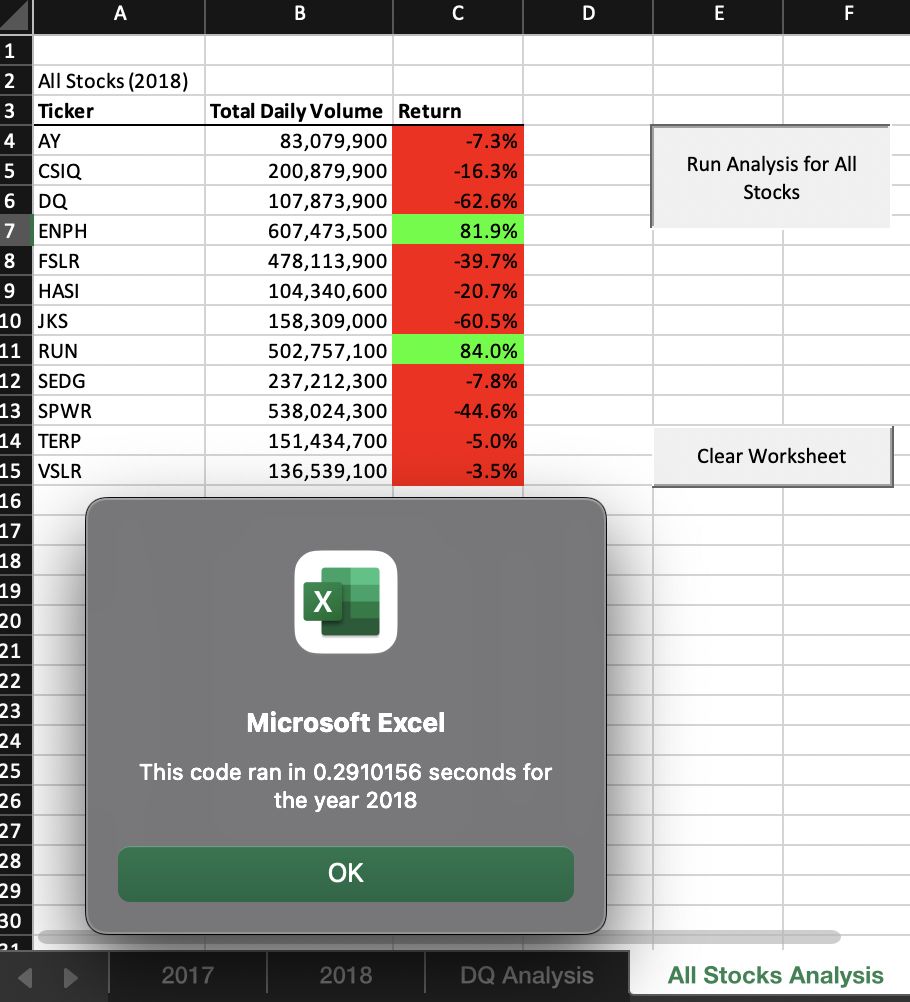 A B C D E F
1
2 All Stocks (2018)
3 Ticker Total Daily Volume Return
4 AY 83,079,900 -7.3%
5 CSIQ 200,879,900 -16.3%
6 DQ 107,873,900 -62.6%
7 ENPH 607,473,500 81.9%
8 FSLR 478,113,900 -39.7%
9 HASI 104,340,600 -20.7%
10 JKS 158,309,000 -60.5%
11 RUN 502,757,100 84.0%
12 SEDG 237,212,300 -7.8%
13 SPWR 538,024,300 -44.6%
14 TERP 151,434,700 -5.0%
15 VSLR 136,539,100 -3.5%
Run Analysis for All
Stocks
Clear Worksheet
16
17
18
19
20
21
22
23
24
25
26
27
28
29
30
31
X
Microsoft Excel
This code ran in 0.2910156 seconds for
the year 2018
OK
2017 2018 DQ Analysis All Stocks Analysis